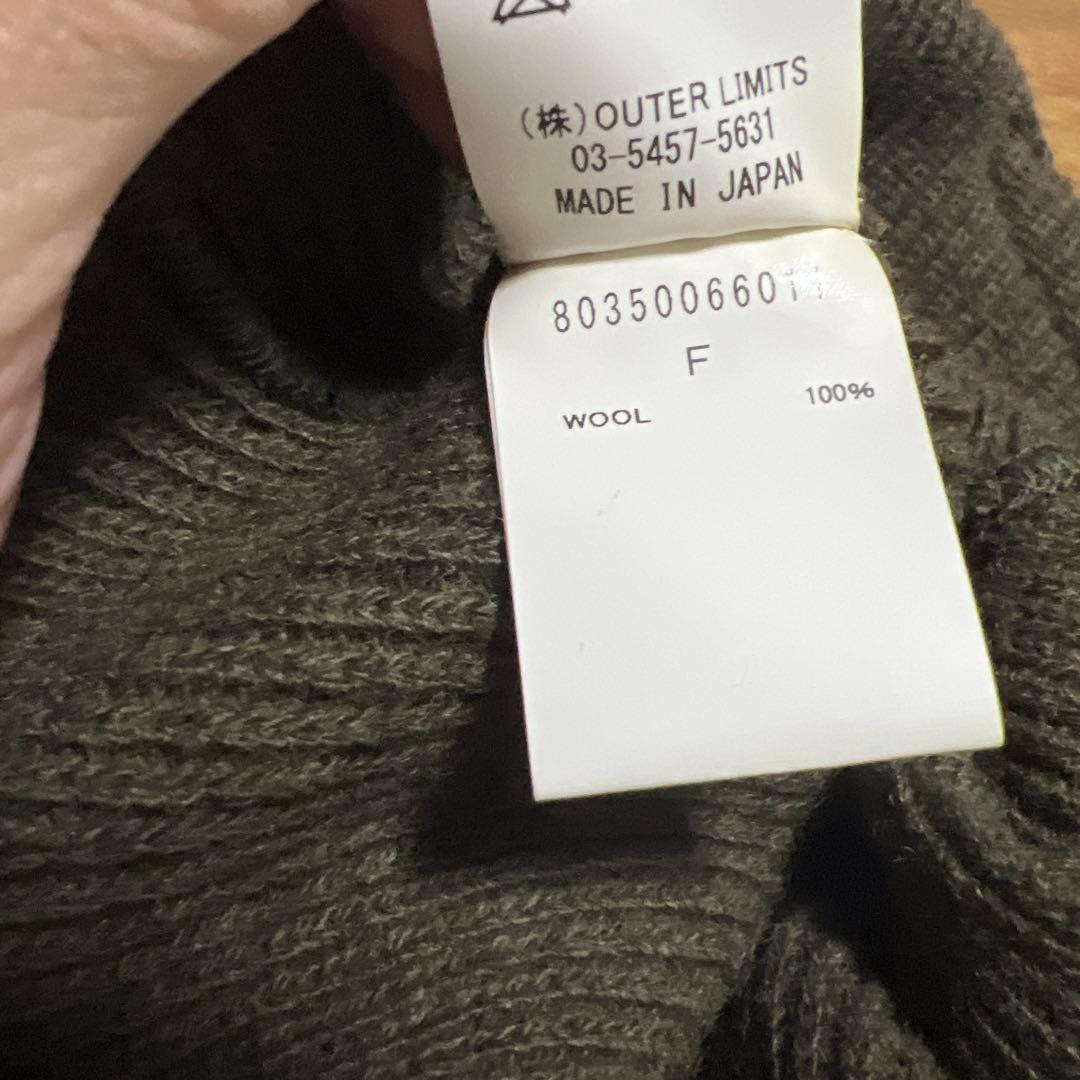 (株)OUTER LIMITS
03-5457-5631
MADE IN JAPAN
F
WOOL 100%